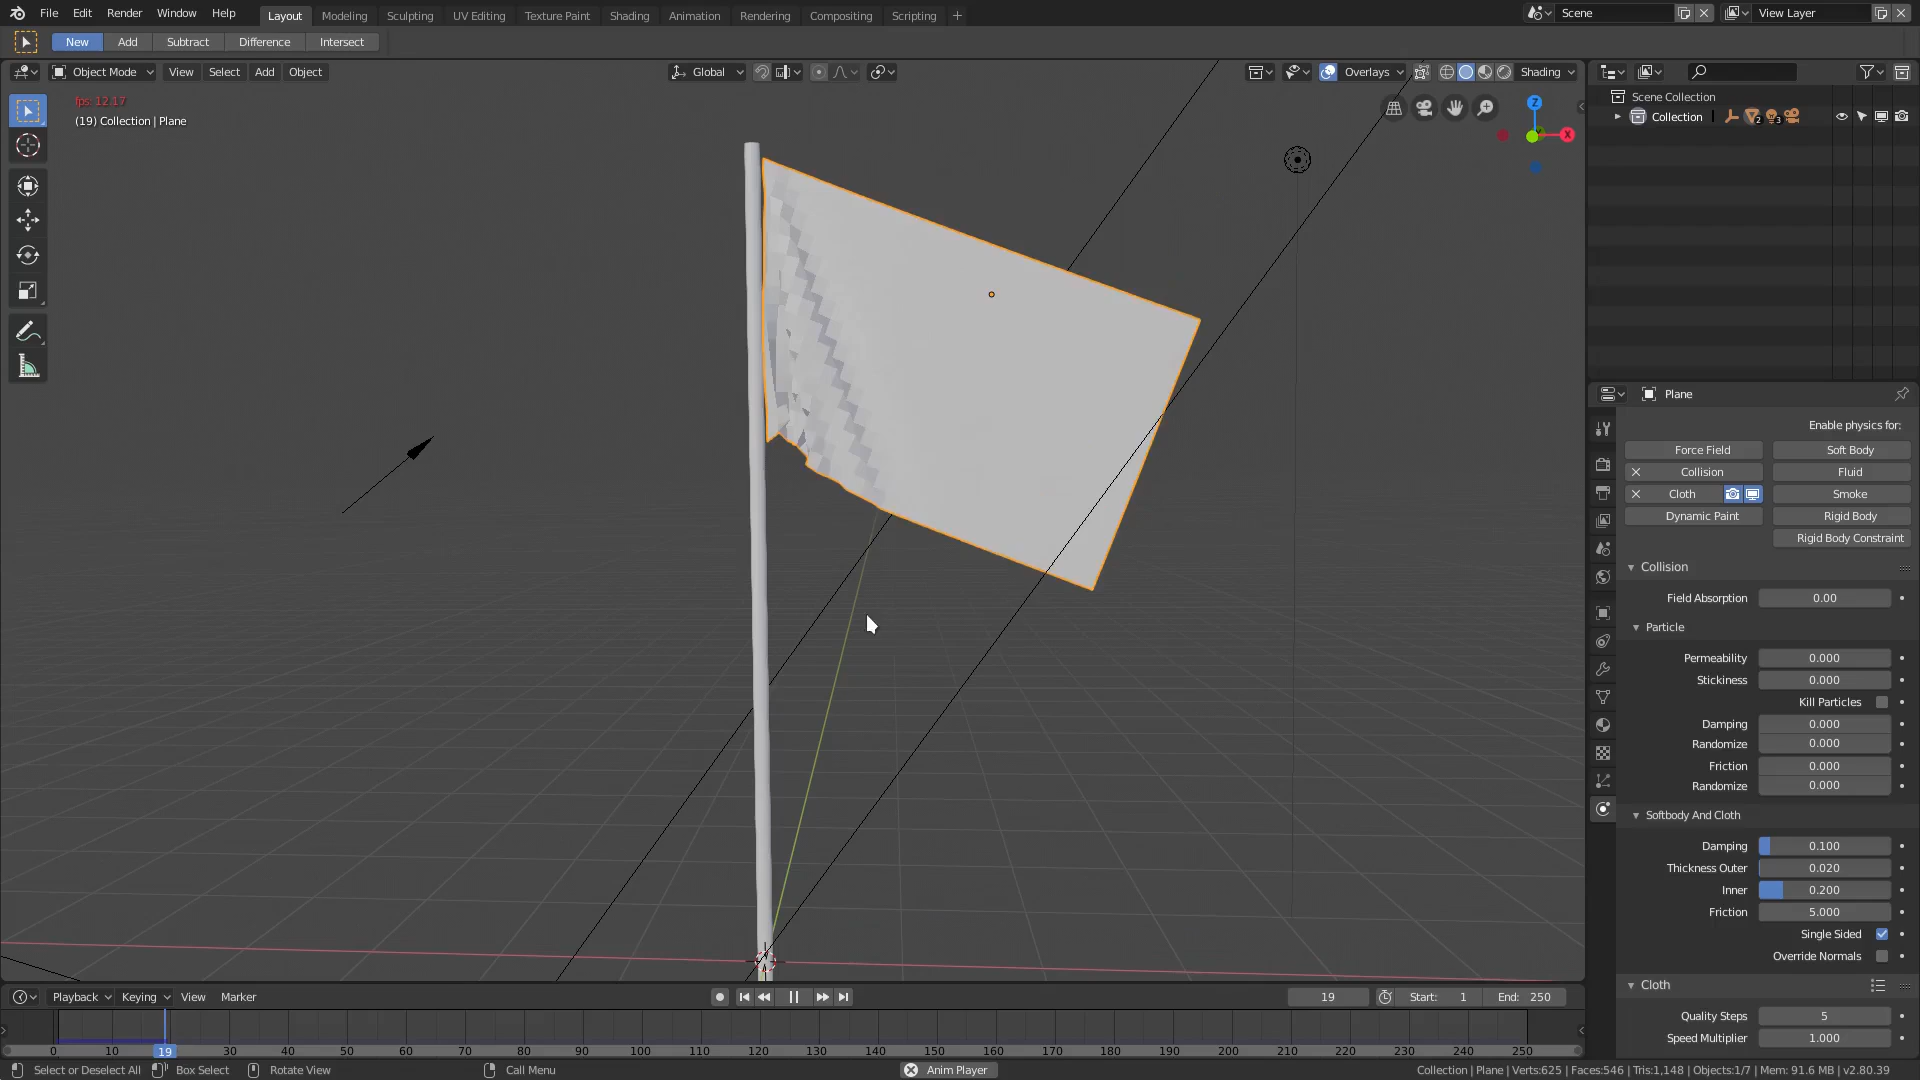 File Edit Render Window Help Layout Modeling Sculpting UV Editing Texture Paint Shading Animation Rendering Compositing Scripting + Scene View Layer
New Add Subtract Difference Intersect
Object Mode View Select Add Object Global Overlays Shading
fps: 12.17
(19) Collection | Plane
Z
X
Scene Collection
Collection 2 3
Plane
Enable physics for:
Force Field Soft Body
Collision Fluid
Cloth Smoke
Dynamic Paint Rigid Body
Rigid Body Constraint
Collision
Field Absorption 0.00
Particle
Permeability 0.000
Stickiness 0.000
Kill Particles
Damping 0.000
Randomize 0.000
Friction 0.000
Randomize 0.000
Softbody And Cloth
Damping 0.100
Thickness Outer 0.020
Inner 0.200
Friction 5.000
Single Sided
Override Normals
Cloth
Quality Steps 5
Speed Multiplier 1.000
Playback Keying View Marker 19 Start: 1 End: 250
0 10 19 30 40 50 60 70 80 90 100 110 120 130 140 150 160 170 180 190 200 210 220 230 240 250
Select or Deselect All Box Select Rotate View Call Menu Anim Player Collection | Plane | Verts:625 | Faces:546 | Tris:1,148 | Objects:1/7 | Mem: 91.6 MB | v2.80.39